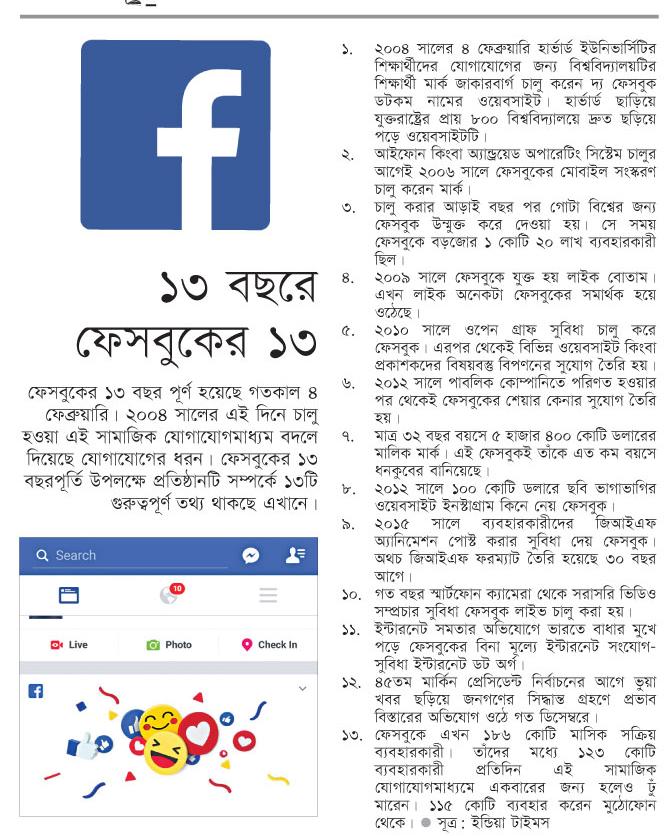 ১৩ বছরে
ফেসবুকের ১৩
ফেসবুকের ১৩ বছর পূর্ণ হয়েছে গতকাল ৪
ফেব্রুয়ারি। ২০০৪ সালের এই দিনে চালু
হওয়া এই সামাজিক যোগাযোগমাধ্যম বদলে
দিয়েছে যোগাযোগের ধরন। ফেসবুকের ১৩
বছরপূর্তি উপলক্ষে প্রতিষ্ঠানটি সম্পর্কে ১৩টি
গুরুত্বপূর্ণ তথ্য থাকছে এখানে।
Search
10
Live
Photo
Check In
১. ২০০৪ সালের ৪ ফেব্রুয়ারি হার্ভার্ড ইউনিভার্সিটির
শিক্ষার্থীদের যোগাযোগের জন্য বিশ্ববিদ্যালয়টির
শিক্ষার্থী মার্ক জাকারবার্গ চালু করেন দ্য ফেসবুক
ডটকম নামের ওয়েবসাইট। হার্ভার্ড ছাড়িয়ে
যুক্তরাষ্ট্রের প্রায় ৮০০ বিশ্ববিদ্যালয়ে দ্রুত ছড়িয়ে
পড়ে ওয়েবসাইটটি।
২. আইফোন কিংবা অ্যান্ড্রয়েড অপারেটিং সিস্টেম চালুর
আগেই ২০০৬ সালে ফেসবুকের মোবাইল সংস্করণ
চালু করেন মার্ক।
৩. চালু করার আড়াই বছর পর গোটা বিশ্বের জন্য
ফেসবুক উন্মুক্ত করে দেওয়া হয়। সে সময়
ফেসবুকে বড়জোর ১ কোটি ২০ লাখ ব্যবহারকারী
ছিল।
৪. ২০০৯ সালে ফেসবুকে যুক্ত হয় লাইক বোতাম।
এখন লাইক অনেকটা ফেসবুকের সমার্থক হয়ে
ওঠেছে।
৫. ২০১০ সালে ওপেন গ্রাফ সুবিধা চালু করে
ফেসবুক। এরপর থেকেই বিভিন্ন ওয়েবসাইট কিংবা
প্রকাশকদের বিষয়বস্তু বিপণনের সুযোগ তৈরি হয়।
৬. ২০১২ সালে পাবলিক কোম্পানিতে পরিণত হওয়ার
পর থেকেই ফেসবুকের শেয়ার কেনার সুযোগ তৈরি
হয়।
৭. মাত্র ৩২ বছর বয়সে ৫ হাজার ৪০০ কোটি ডলারের
মালিক মার্ক। এই ফেসবুকই তাঁকে এত কম বয়সে
ধনকুবের বানিয়েছে।
৮. ২০১২ সালে ১০০ কোটি ডলারে ছবি ভাগাভাগির
ওয়েবসাইট ইনস্টাগ্রাম কিনে নেয় ফেসবুক।
৯. ২০১৫ সালে ব্যবহারকারীদের জিআইএফ
অ্যানিমেশন পোস্ট করার সুবিধা দেয় ফেসবুক।
অথচ জিআইএফ ফরম্যাট তৈরি হয়েছে ৩০ বছর
আগে।
১০. গত বছর স্মার্টফোন ক্যামেরা থেকে সরাসরি ভিডিও
সম্প্রচার সুবিধা ফেসবুক লাইভ চালু করা হয়।
১১. ইন্টারনেট সমতার অভিযোগে ভারতে বাধার মুখে
পড়ে ফেসবুকের বিনা মূল্যে ইন্টারনেট সংযোগ-
সুবিধা ইন্টারনেট ডট অর্গ।
১২. ৪৫তম মার্কিন প্রেসিডেন্ট নির্বাচনের আগে ভুয়া
খবর ছড়িয়ে জনগণের সিদ্ধান্ত গ্রহণে প্রভাব
বিস্তারের অভিযোগ ওঠে গত ডিসেম্বরে।
১৩. ফেসবুকে এখন ১৮৬ কোটি মাসিক সক্রিয়
ব্যবহারকারী। তাঁদের মধ্যে ১২৩ কোটি
ব্যবহারকারী প্রতিদিন এই সামাজিক
যোগাযোগমাধ্যমে একবারের জন্য হলেও ঢুঁ
মারেন। ১১৫ কোটি ব্যবহার করেন মুঠোফোন
থেকে। ● সূত্র : ইন্ডিয়া টাইমস